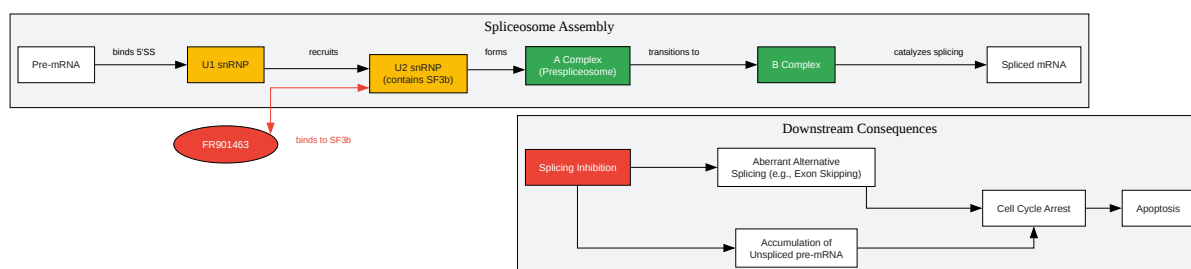 Spliceosome Assembly
Pre-mRNA
binds 5'SS
U1 snRNP
recruits
U2 snRNP
(contains SF3b)
forms
A Complex
(Prespliceosome)
transitions to
B Complex
catalyzes splicing
Spliced mRNA
FR901463
binds to SF3b
Downstream Consequences
Splicing Inhibition
Aberrant Alternative
Splicing (e.g., Exon Skipping)
Accumulation of
Unspliced pre-mRNA
Cell Cycle Arrest
Apoptosis